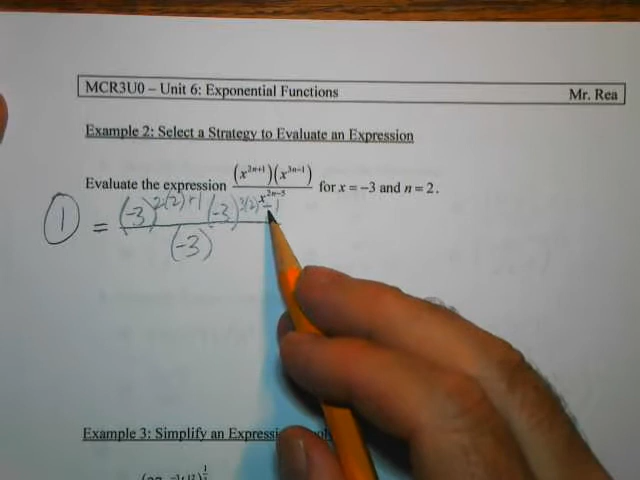 MCR3U0 – Unit 6: Exponential Functions Mr. Rea
Example 2: Select a Strategy to Evaluate an Expression
Evaluate the expression (x^{2n+1})(x^{3n−1}) / x^{2n−5} for x = −3 and n = 2.
① = (-3)^{2(2)+1} (-3)^{3(2)-1} / (-3)
Example 3: Simplify an